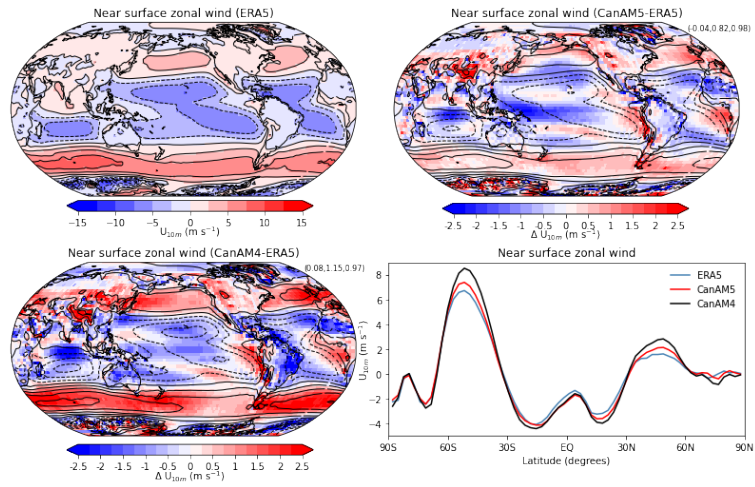 Near surface zonal wind (ERA5)
−15 −10 −5 0 5 10 15
U10m (m s⁻¹)
Near surface zonal wind (CanAM5-ERA5)
(-0.04,0.82,0.98)
-2.5 -2 -1.5 -1 -0.5 0 0.5 1 1.5 2 2.5
Δ U10m (m s⁻¹)
Near surface zonal wind (CanAM4-ERA5)
(0.08,1.15,0.97)
-2.5 -2 -1.5 -1 -0.5 0 0.5 1 1.5 2 2.5
Δ U10m (m s⁻¹)
Near surface zonal wind
ERA5
CanAM5
CanAM4
8
6
4
2
0
−2
−4
U10m (m s⁻¹)
90S 60S 30S EQ 30N 60N 90N
Latitude (degrees)